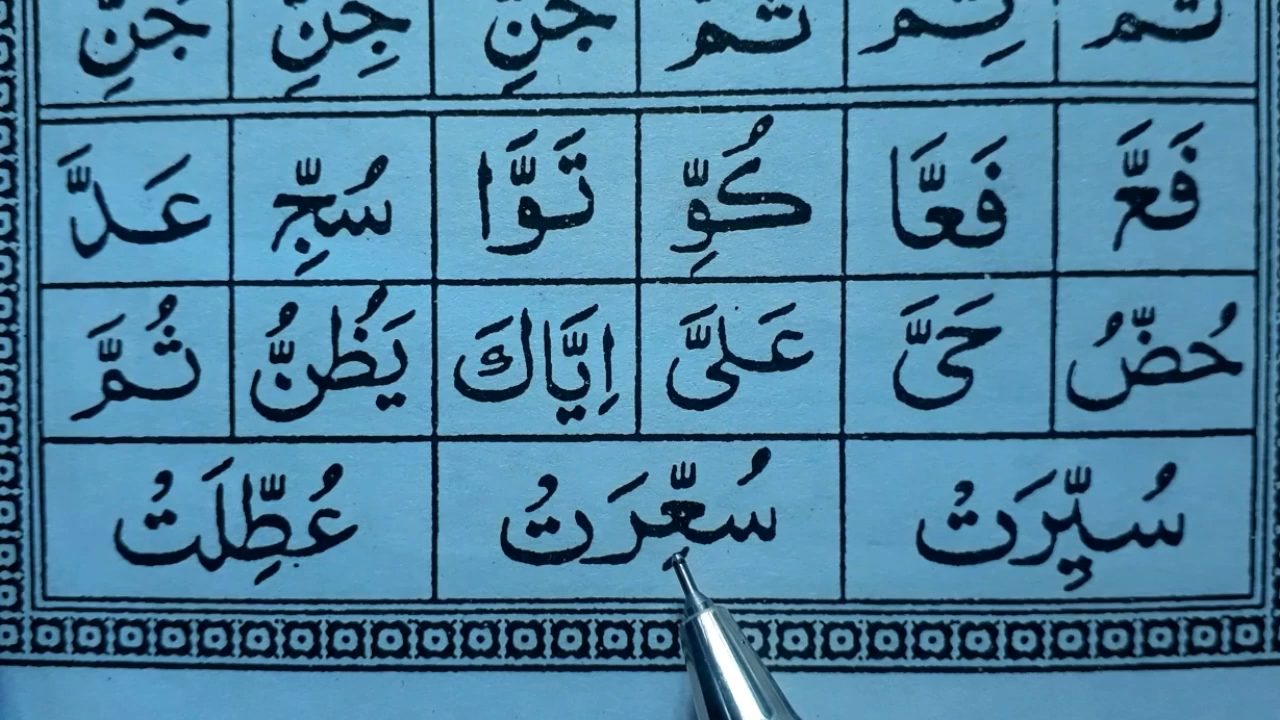 فَعَّ فَعَّا كُوِّ تَوَّا سُجِّ عَدَّ
حُضُّ حَىَّ عَلَىَّ اِيَّاكَ يَظُنُّ ثُمَّ
سُيِّرَتْ سُعِّرَتْ عُطِّلَتْ